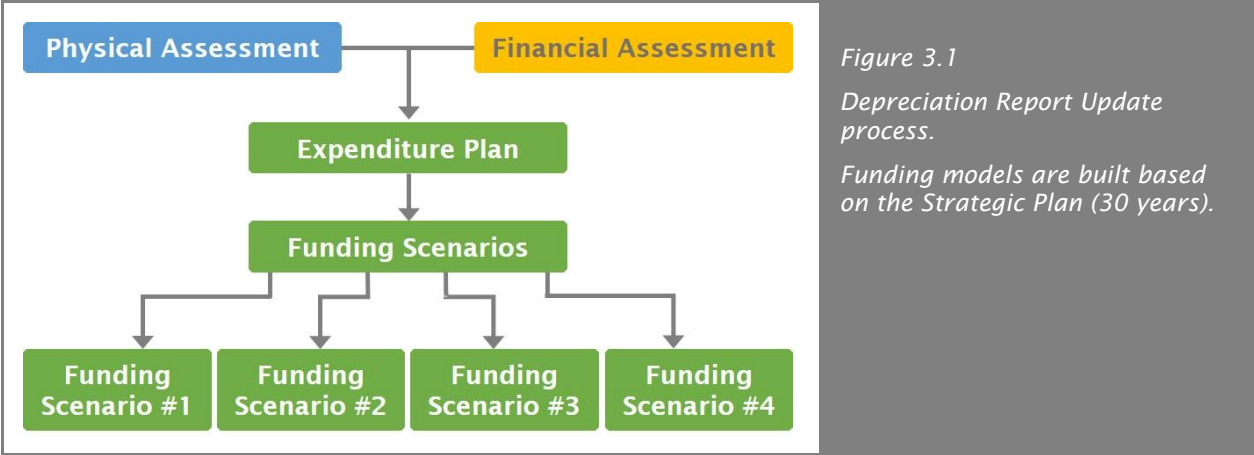 Physical Assessment
Financial Assessment
Expenditure Plan
Funding Scenarios
Funding
Scenario #1
Funding
Scenario #2
Funding
Scenario #3
Funding
Scenario #4
Figure 3.1
Depreciation Report Update
process.
Funding models are built based
on the Strategic Plan (30 years).